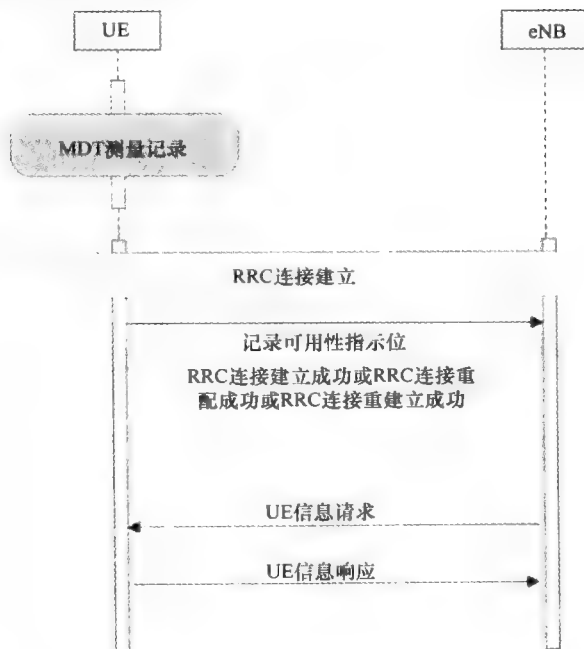 UE
eNB
MDT测量记录
RRC连接建立
记录可用性指示位
RRC连接建立成功或RRC连接重
配成功或RRC连接重建立成功
UE信息请求
UE信息响应